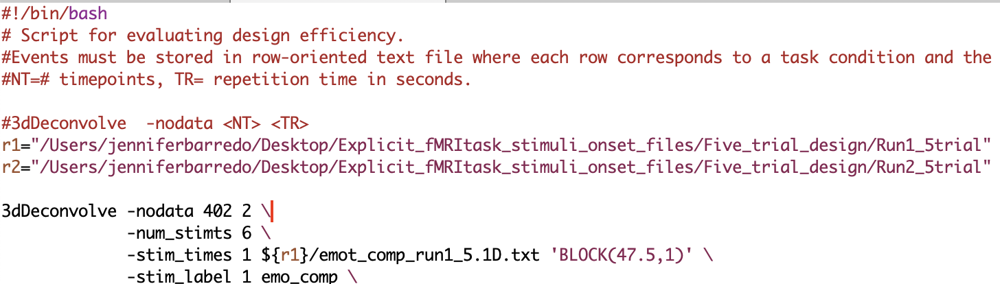 #!/bin/bash
# Script for evaluating design efficiency.
#Events must be stored in row-oriented text file where each row corresponds to a task condition and the
#NT=# timepoints, TR= repetition time in seconds.
#3dDeconvolve  -nodata <NT> <TR>
r1="/Users/jenniferbarredo/Desktop/Explicit_fMRItask_stimuli_onset_files/Five_trial_design/Run1_5trial"
r2="/Users/jenniferbarredo/Desktop/Explicit_fMRItask_stimuli_onset_files/Five_trial_design/Run2_5trial"
3dDeconvolve -nodata 402 2 \
            -num_stimts 6 \
            -stim_times 1 ${r1}/emot_comp_run1_5.1D.txt 'BLOCK(47.5,1)' \
            -stim_label 1 emo_comp \